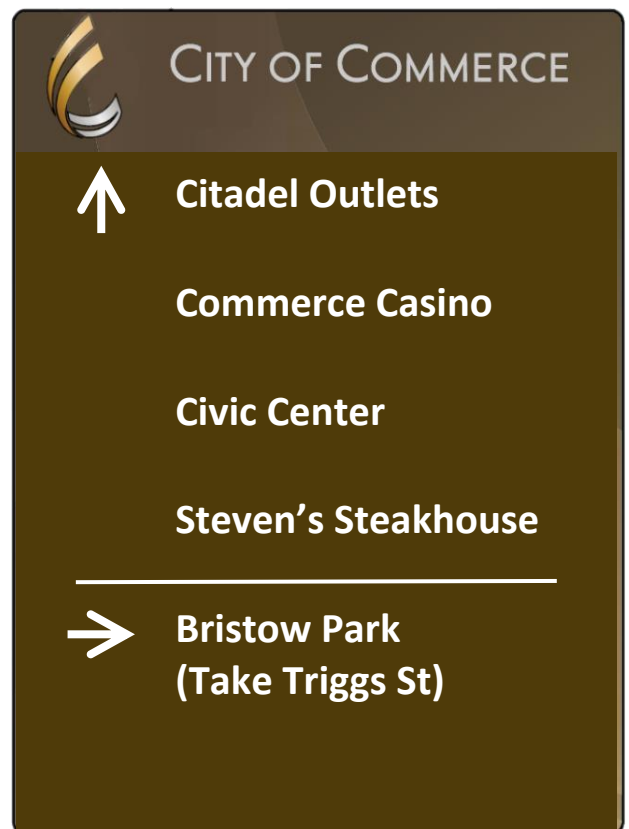 CITY OF COMMERCE
Citadel Outlets
Commerce Casino
Civic Center
Steven’s Steakhouse
Bristow Park
(Take Triggs St)